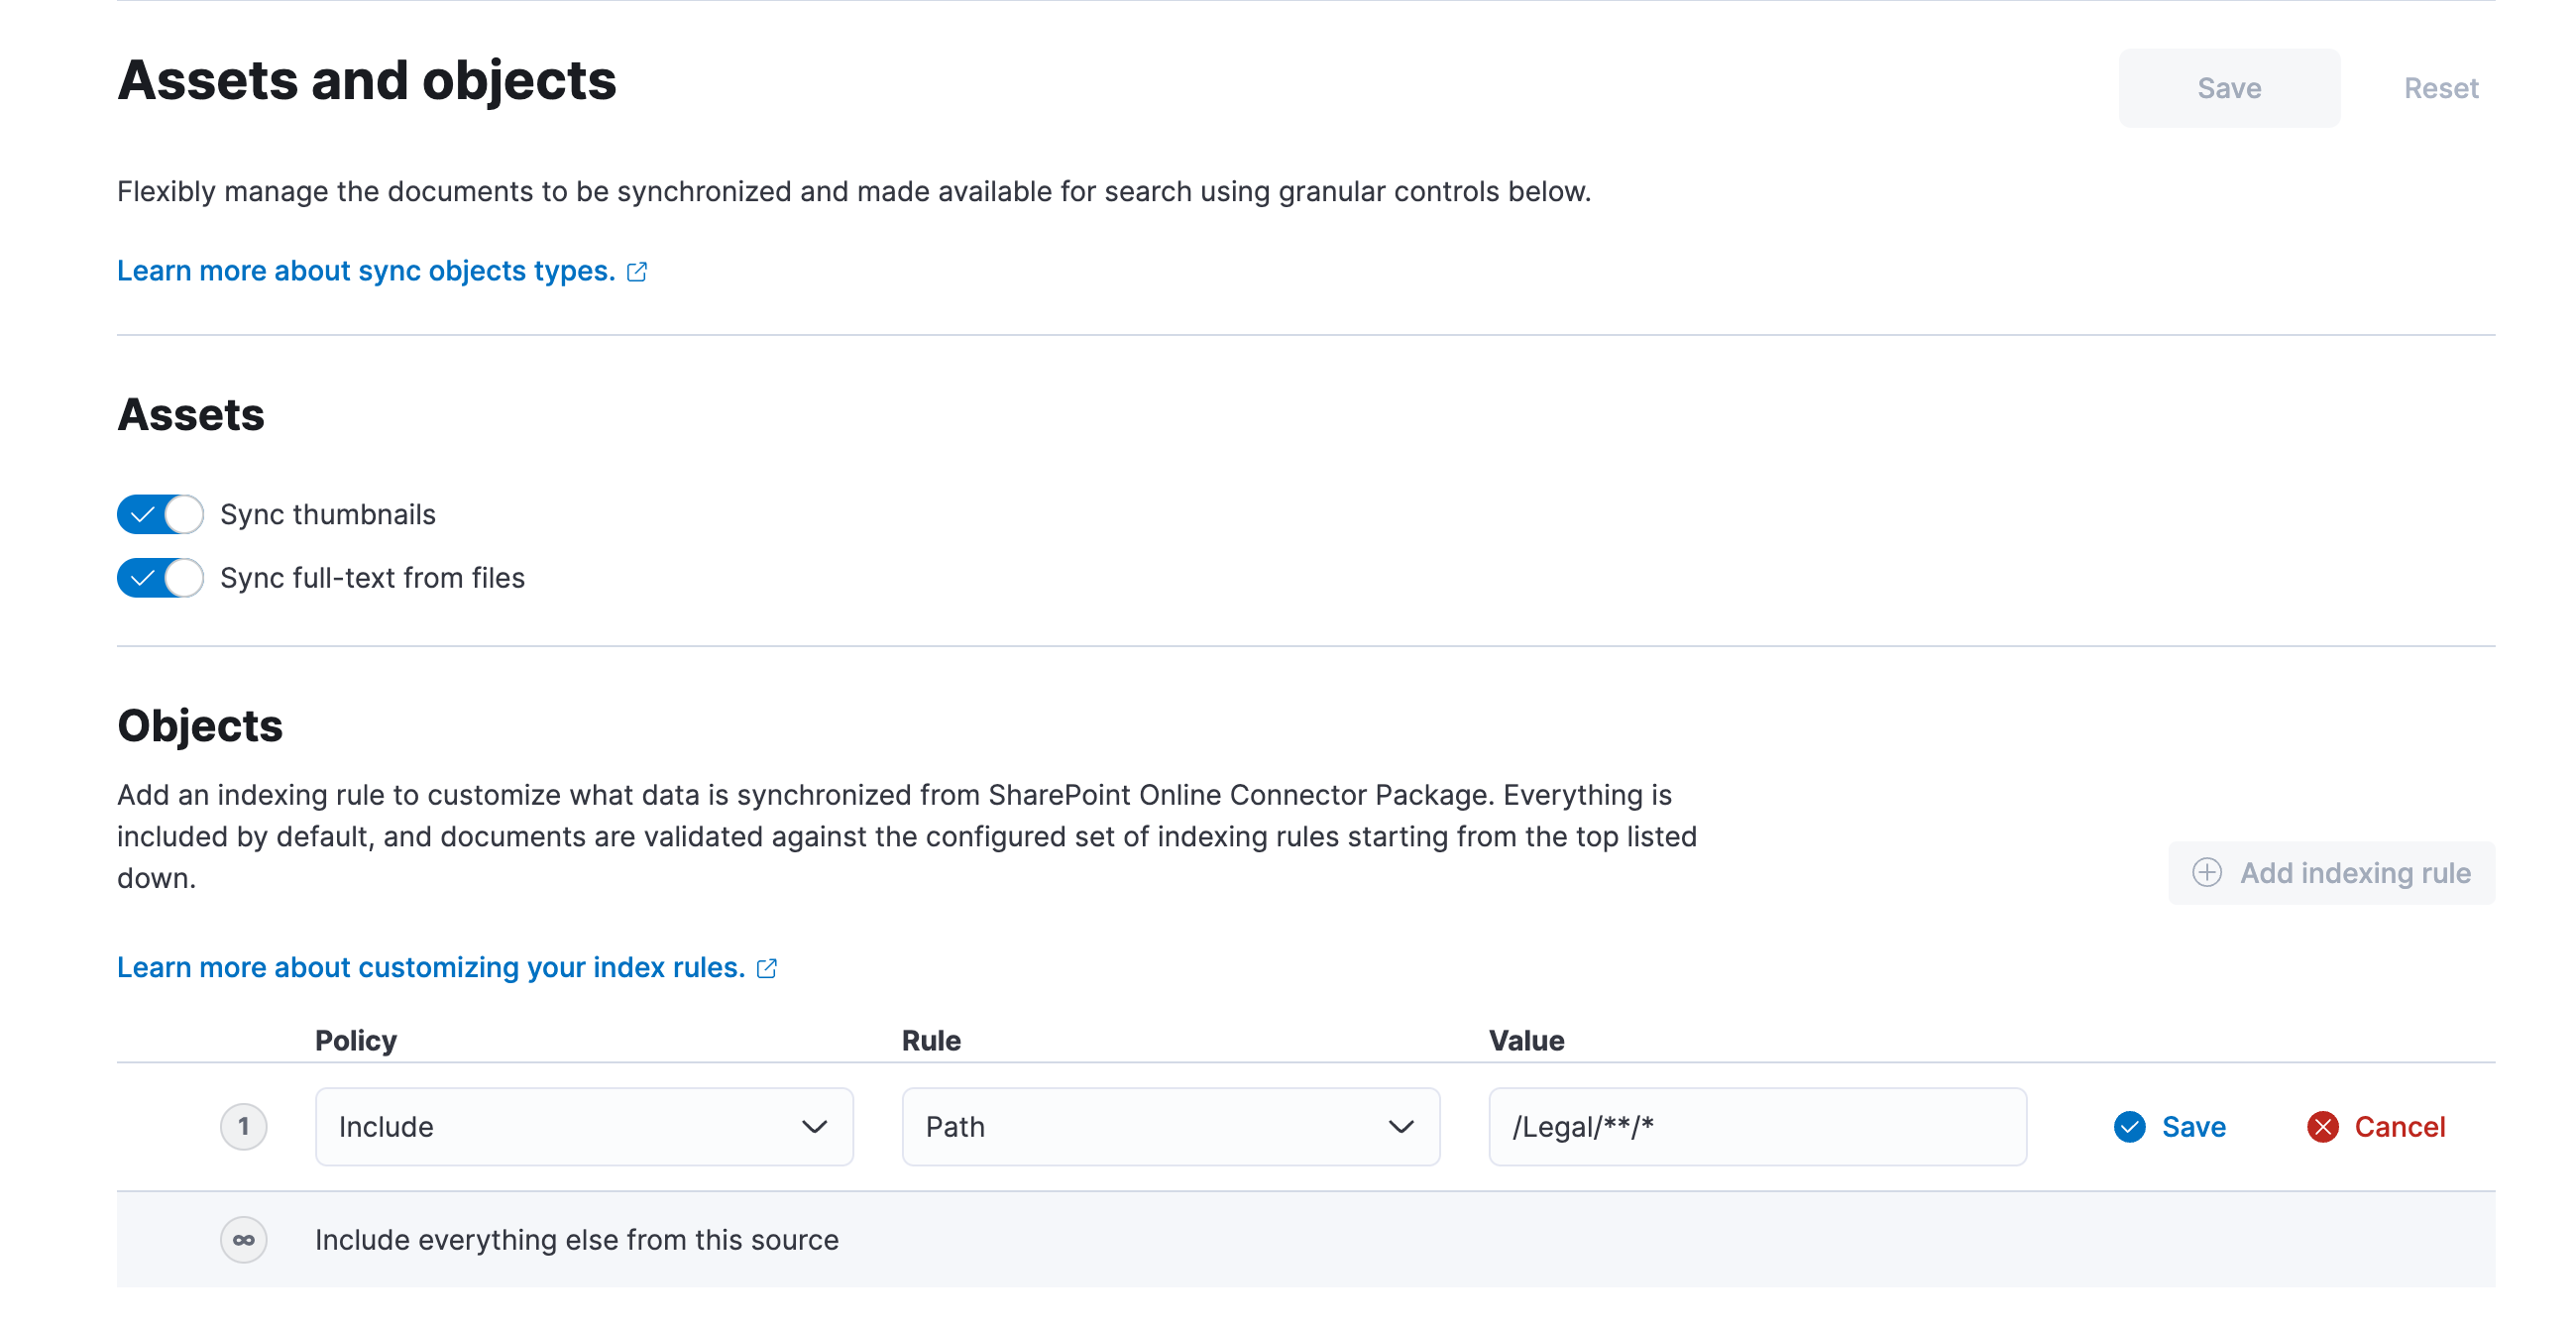 Assets and objects
Save
Reset
Flexibly manage the documents to be synchronized and made available for search using granular controls below.
Learn more about sync objects types.
Assets
Sync thumbnails
Sync full-text from files
Objects
Add an indexing rule to customize what data is synchronized from SharePoint Online Connector Package. Everything is
included by default, and documents are validated against the configured set of indexing rules starting from the top listed
down.
Add indexing rule
Learn more about customizing your index rules.
Policy Rule Value
1 Include Path /Legal/**/* Save Cancel
∞ Include everything else from this source